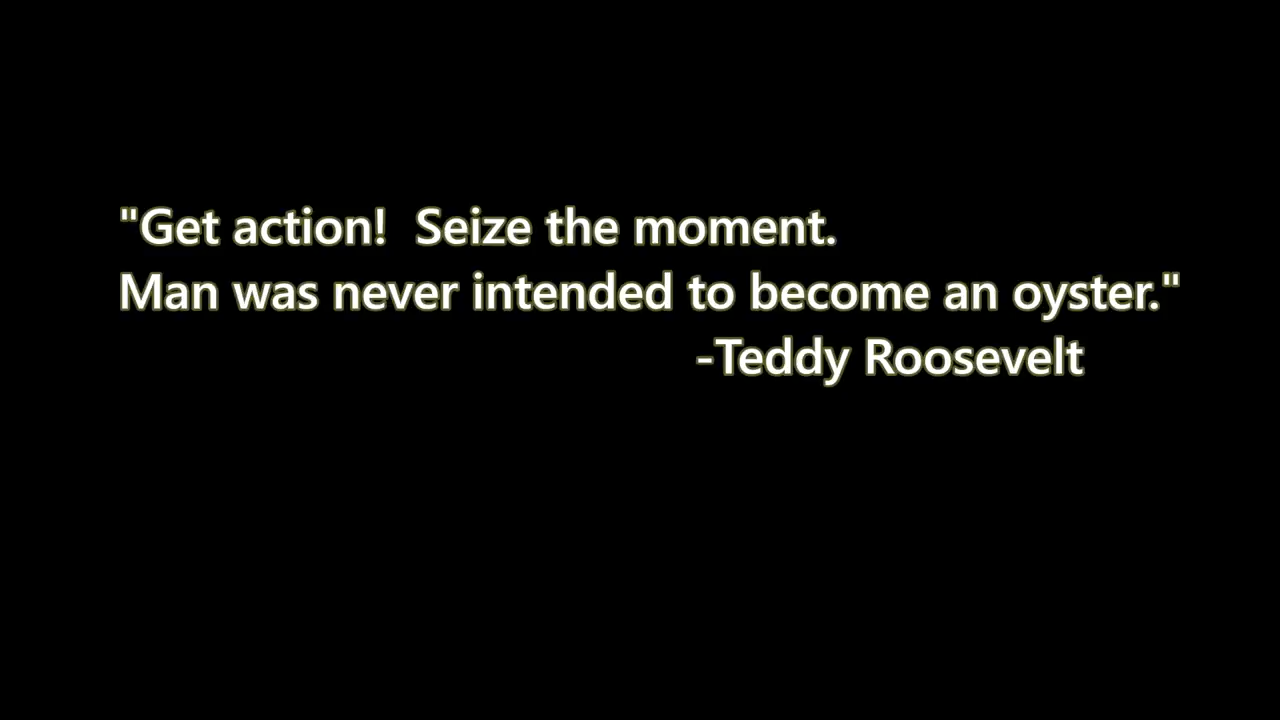 "Get action!  Seize the moment.
Man was never intended to become an oyster."
-Teddy Roosevelt